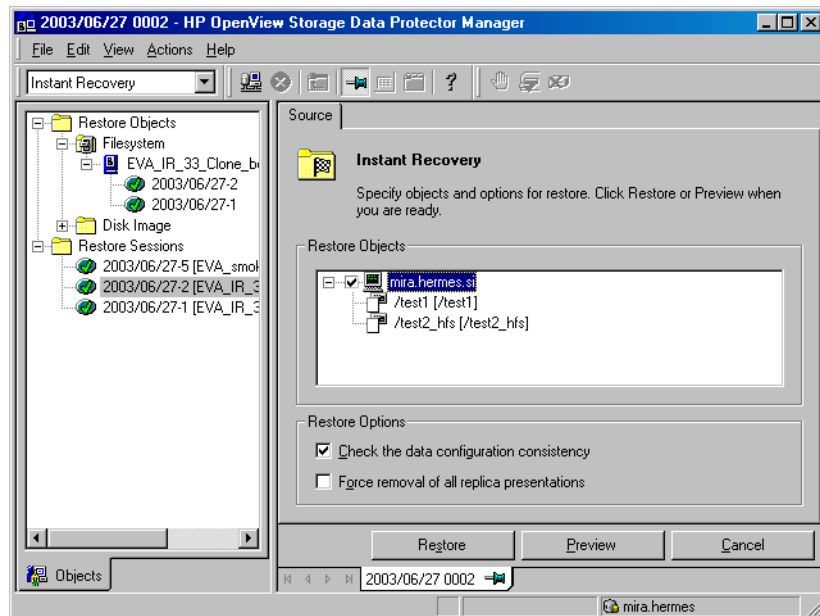 2003/06/27 0002 - HP OpenView Storage Data Protector Manager
File Edit View Actions Help
Instant Recovery
Restore Objects
Filesystem
EVA_IR_33_Clone_b
2003/06/27-2
2003/06/27-1
Disk Image
Restore Sessions
2003/06/27-5 [EVA_smok
2003/06/27-2 [EVA_IR_3
2003/06/27-1 [EVA_IR_3
Objects
Source
Instant Recovery
Specify objects and options for restore. Click Restore or Preview when
you are ready.
Restore Objects
mira.hermes.si
/test1 [/test1]
/test2_hfs [/test2_hfs]
Restore Options
Check the data configuration consistency
Force removal of all replica presentations
Restore Preview Cancel
2003/06/27 0002
mira.hermes